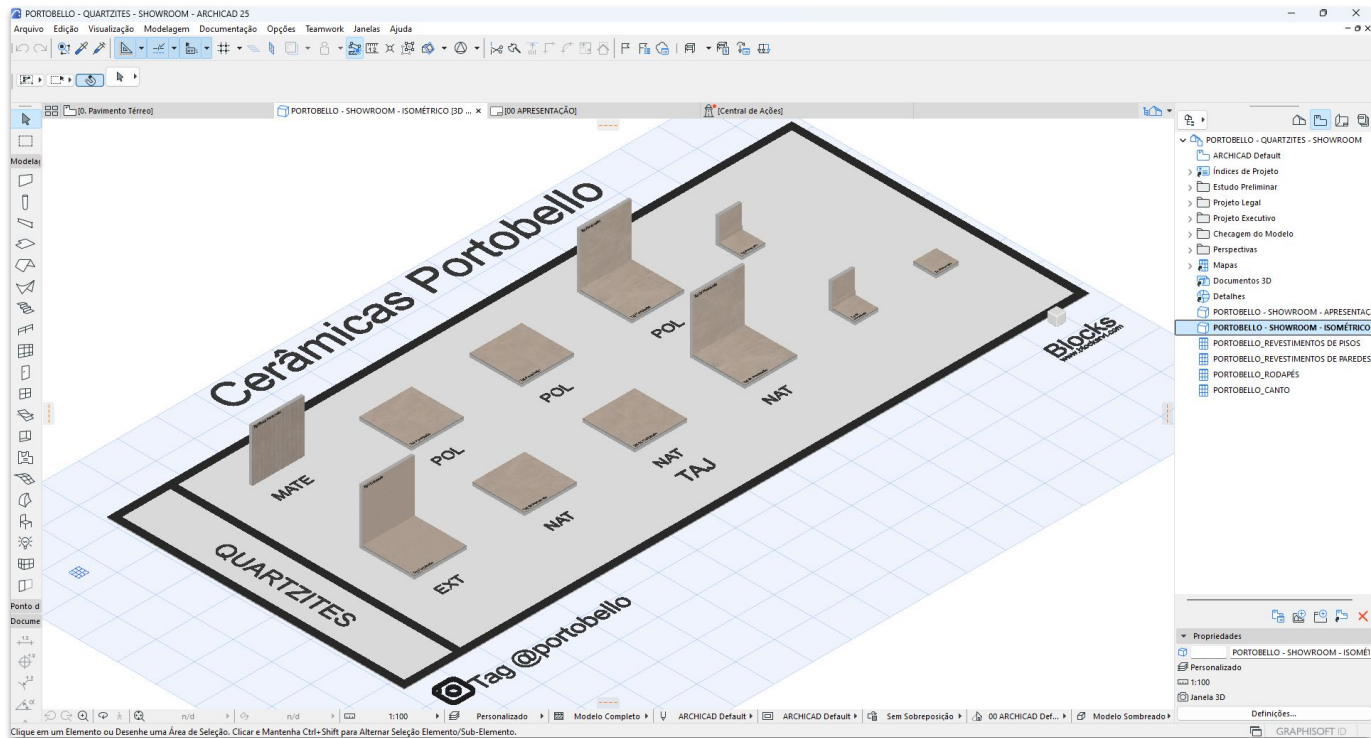 PORTOBELLO - QUARTZITES - SHOWROOM - ARCHICAD 25
Arquivo Edição Visualização Modelagem Documentação Opções Teamwork Janelas Ajuda
[0. Pavimento Térreo]
PORTOBELLO - SHOWROOM - ISOMÉTRICO [3D ...
[00 APRESENTAÇÃO]
[Central de Ações]
Modela
Ponto d
Docume
Cerâmicas Portobello
POL
POL
NAT
Blocks
MATE
POL
NAT
TAJ
NAT
EXT
QUARTZITES
Tag @portobello
PORTOBELLO - QUARTZITES - SHOWROOM
ARCHICAD Default
Índices de Projeto
Estudo Preliminar
Projeto Legal
Projeto Executivo
Checagem do Modelo
Perspectivas
Mapas
Documentos 3D
Detalhes
PORTOBELLO - SHOWROOM - APRESENTAÇ
PORTOBELLO - SHOWROOM - ISOMÉTRICO
PORTOBELLO_REVESTIMENTOS DE PISOS
PORTOBELLO_REVESTIMENTOS DE PAREDES
PORTOBELLO_RODAPÉS
PORTOBELLO_CANTO
Propriedades
PORTOBELLO - SHOWROOM - ISOMÉT
Personalizado
1:100
Janela 3D
Definições...
n/d n/d 1:100 Personalizado Modelo Completo ARCHICAD Default ARCHICAD Default Sem Sobreposição 00 ARCHICAD Def... Modelo Sombreado
Clique em um Elemento ou Desenhe uma Área de Seleção. Clicar e Mantenha Ctrl+Shift para Alternar Seleção Elemento/Sub-Elemento.
GRAPHISOFT ID